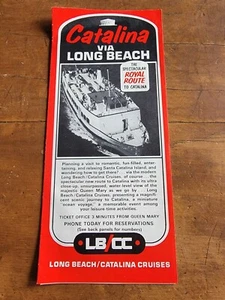 Catalina
VIA
LONG BEACH
THE
SPECTACULAR
ROYAL
ROUTE
TO CATALINA
Planning a visit to romantic, fun-filled, enter-
taining, and relaxing Santa Catalina Island, and
wondering how to get there? . . . via the modern
Long Beach/Catalina Cruises, of course . . . the
spectacular new route to Catalina with its ultra
close-up, unsurpassed, water-level view of the
majestic Queen Mary as we go by . . . Long
Beach/Catalina Cruises, presenting a magnifi-
cent scenic journey to Catalina, a miniature
"ocean voyage," a memorable event among
your leisure time activities.
TICKET OFFICE 3 MINUTES FROM QUEEN MARY
PHONE TODAY FOR RESERVATIONS
(See back panels for numbers)
LB/CC
LONG BEACH/CATALINA CRUISES